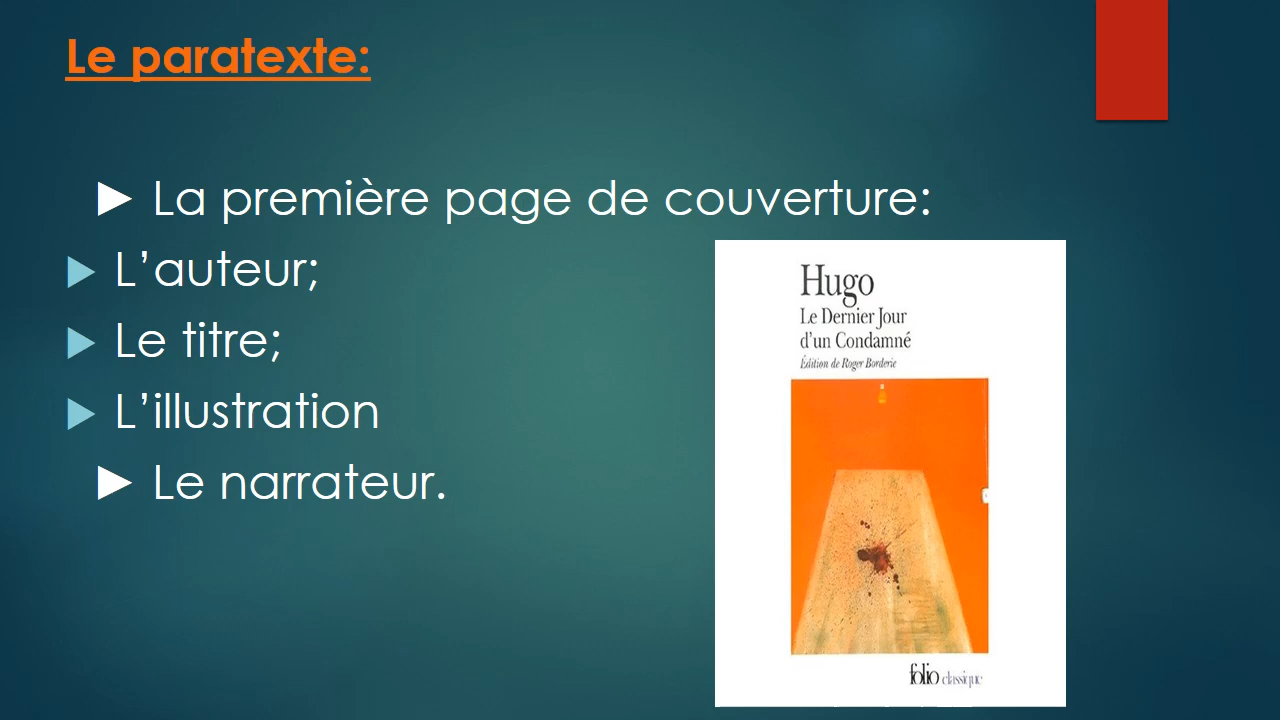 Le paratexte:
► La première page de couverture:
► L’auteur;
► Le titre;
► L’illustration
► Le narrateur.
Hugo
Le Dernier Jour
d’un Condamné
Édition de Roger Borderie
folio classique